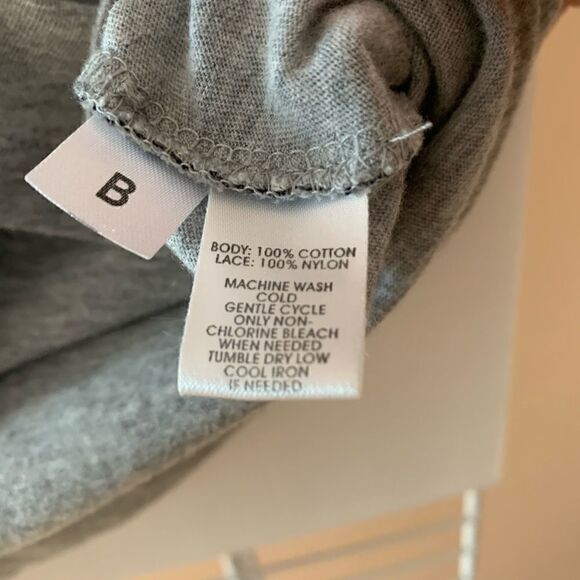 B
BODY: 100% COTTON
LACE: 100% NYLON
MACHINE WASH
COLD
GENTLE CYCLE
ONLY NON-
CHLORINE BLEACH
WHEN NEEDED
TUMBLE DRY LOW
COOL IRON
IF NEEDED